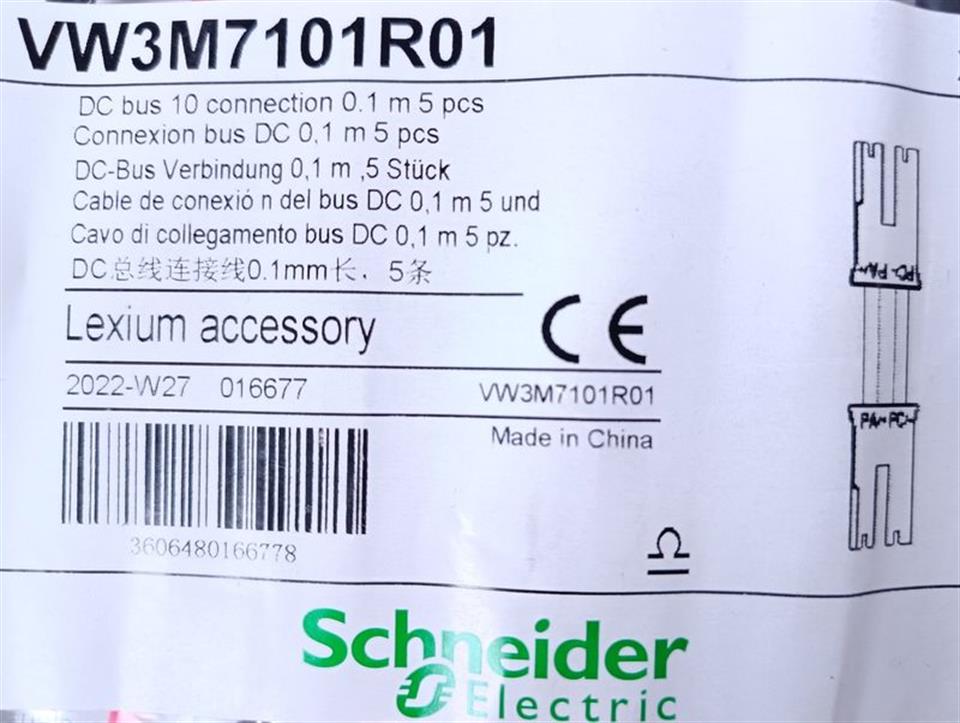 VW3M7101R01
DC bus 10 connection 0.1 m 5 pcs
Connexion bus DC 0,1 m 5 pcs
DC-Bus Verbindung 0,1 m ,5 Stück
Cable de conexió n del bus DC 0,1 m 5 und
Cavo di collegamento bus DC 0,1 m 5 pz.
DC总线连接线0.1mm长，5条
Lexium accessory
CE
2022-W27 016677
VW3M7101R01
Made in China
3606480166778
Schneider
Electric